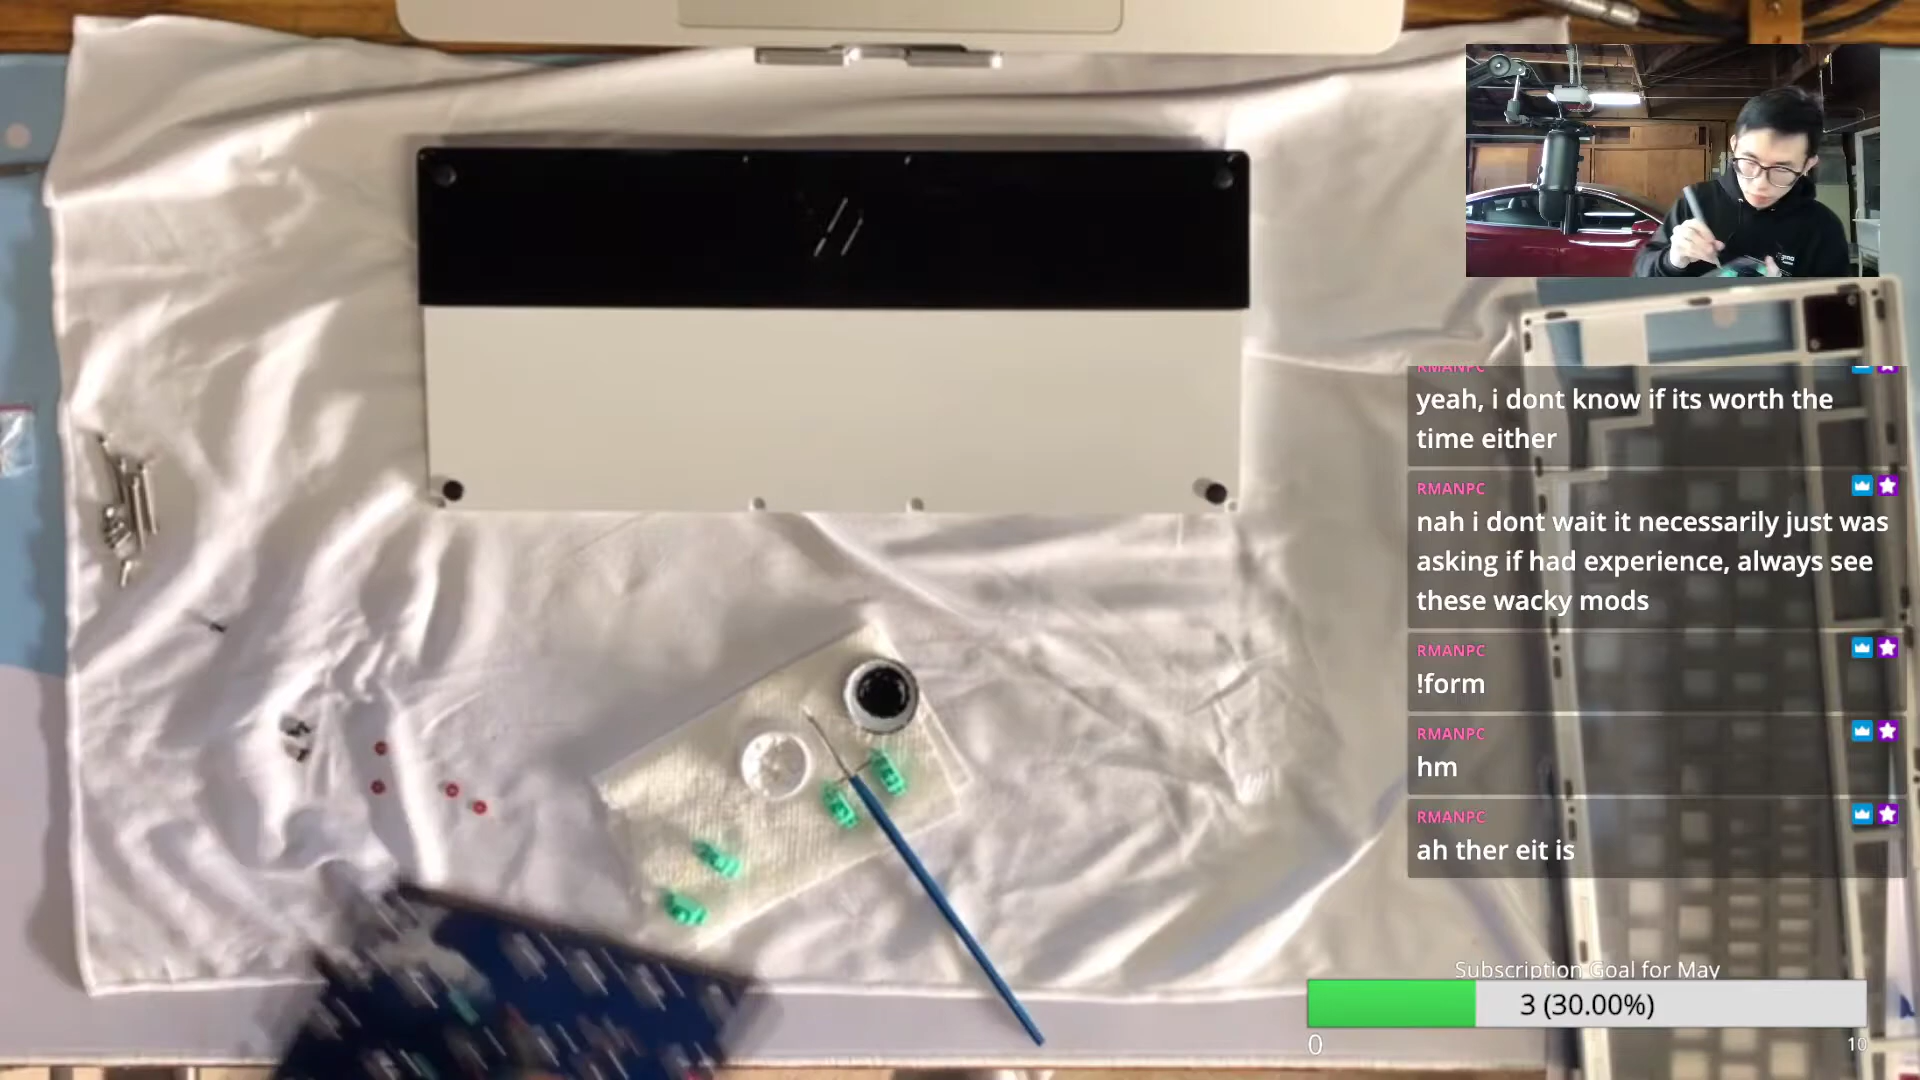 RMANPC
yeah, i dont know if its worth the
time either
RMANPC
nah i dont wait it necessarily just was
asking if had experience, always see
these wacky mods
RMANPC
!form
RMANPC
hm
RMANPC
ah ther eit is
Subscription Goal for May
3 (30.00%)
0
10